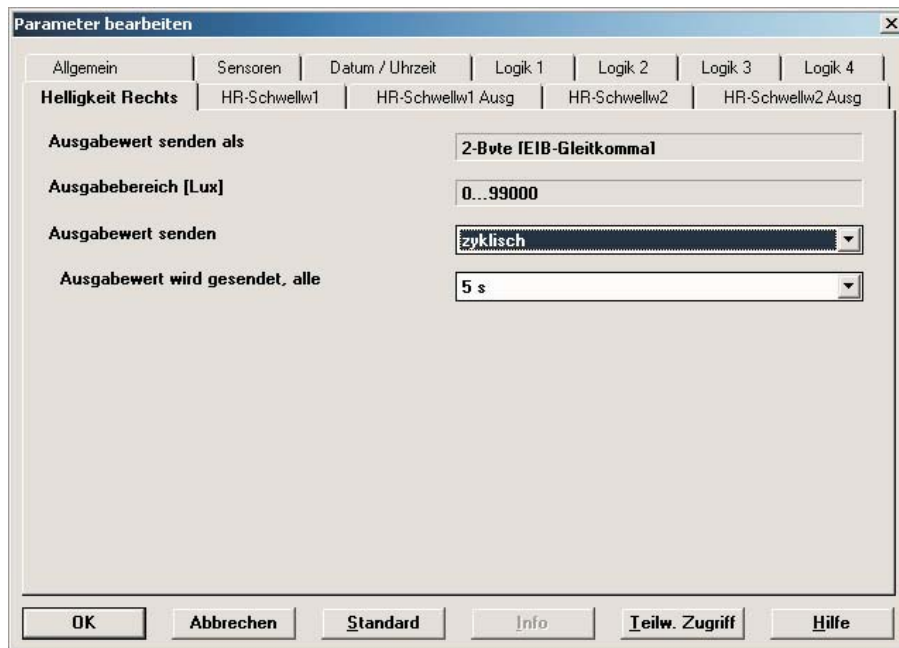 Parameter bearbeiten
Allgemein Sensoren Datum / Uhrzeit Logik 1 Logik 2 Logik 3 Logik 4
Helligkeit Rechts HR-Schwellw1 HR-Schwellw1 Ausg HR-Schwellw2 HR-Schwellw2 Ausg
Ausgabewert senden als 2-Byte [EIB-Gleitkomma]
Ausgabebereich [Lux] 0...99000
Ausgabewert senden zyklisch
Ausgabewert wird gesendet, alle 5 s
OK Abbrechen Standard Info Teilw. Zugriff Hilfe